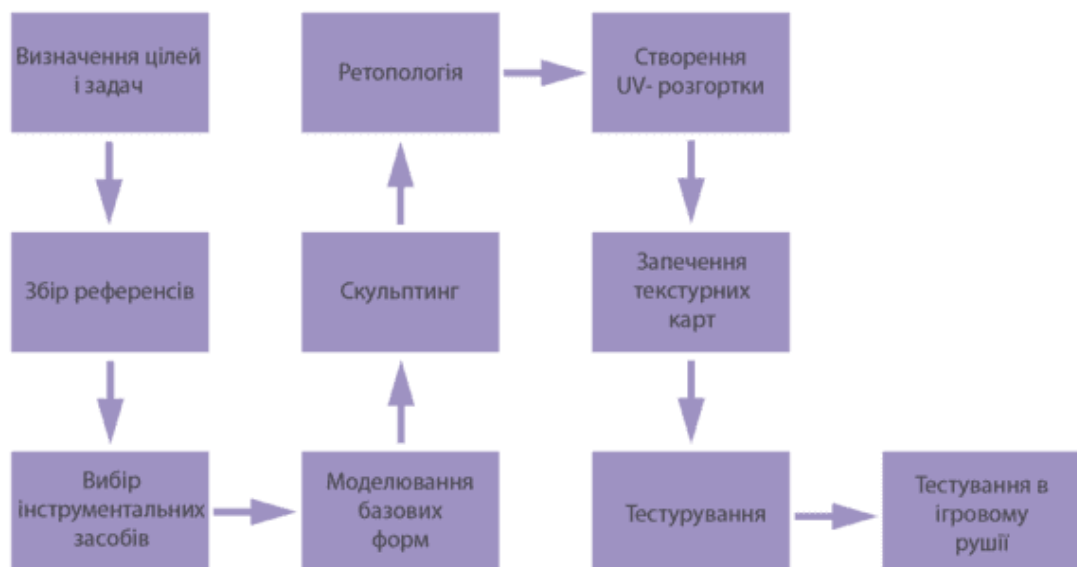 Визначення цілей
і задач
Збір референсів
Вибір
інструментальних
засобів
Моделювання
базових
форм
Скульптинг
Ретопологія
Створення
UV- розгортки
Запечення
текстурних
карт
Тестурування
Тестування в
ігровому
рушії